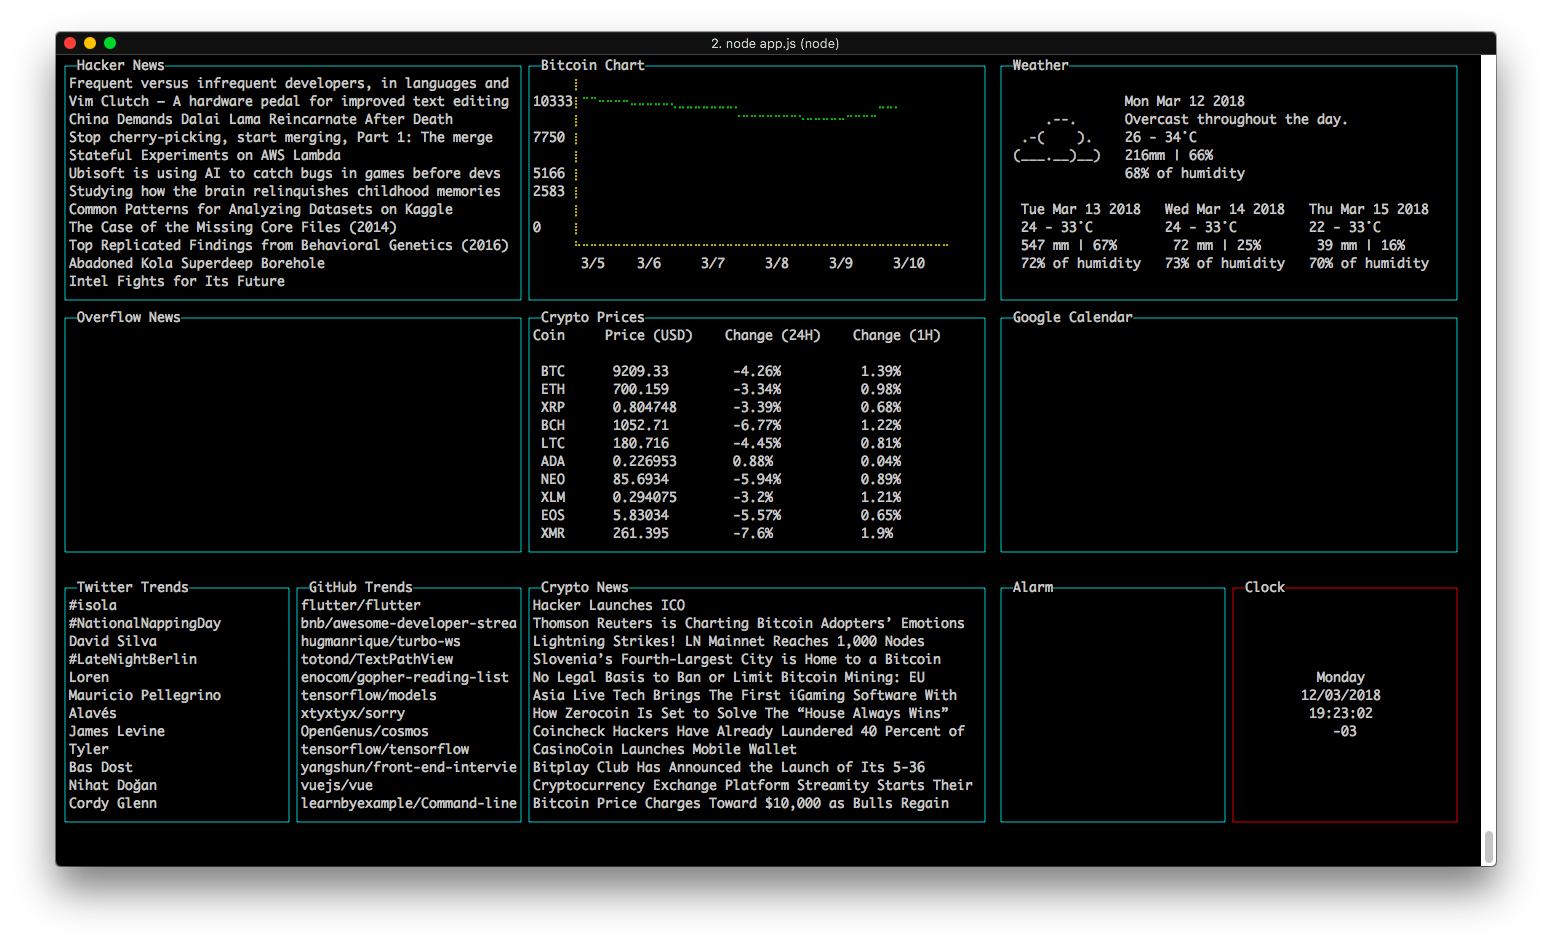 2. node app.js (node)
Hacker News
Frequent versus infrequent developers, in languages and
Vim Clutch – A hardware pedal for improved text editing
China Demands Dalai Lama Reincarnate After Death
Stop cherry-picking, start merging, Part 1: The merge
Stateful Experiments on AWS Lambda
Ubisoft is using AI to catch bugs in games before devs
Studying how the brain relinquishes childhood memories
Common Patterns for Analyzing Datasets on Kaggle
The Case of the Missing Core Files (2014)
Top Replicated Findings from Behavioral Genetics (2016)
Abadoned Kola Superdeep Borehole
Intel Fights for Its Future
Bitcoin Chart
10333
7750
5166
2583
0
3/5 3/6 3/7 3/8 3/9 3/10
Weather
Mon Mar 12 2018
Overcast throughout the day.
26 - 34°C
216mm | 66%
68% of humidity
Tue Mar 13 2018 Wed Mar 14 2018 Thu Mar 15 2018
24 - 33°C 24 - 33°C 22 - 33°C
547 mm | 67% 72 mm | 25% 39 mm | 16%
72% of humidity 73% of humidity 70% of humidity
Overflow News
Crypto Prices
Coin Price (USD) Change (24H) Change (1H)
BTC 9209.33 -4.26% 1.39%
ETH 700.159 -3.34% 0.98%
XRP 0.804748 -3.39% 0.68%
BCH 1052.71 -6.77% 1.22%
LTC 180.716 -4.45% 0.81%
ADA 0.226953 0.88% 0.04%
NEO 85.6934 -5.94% 0.89%
XLM 0.294075 -3.2% 1.21%
EOS 5.83034 -5.57% 0.65%
XMR 261.395 -7.6% 1.9%
Google Calendar
Twitter Trends
#isola
#NationalNappingDay
David Silva
#LateNightBerlin
Loren
Mauricio Pellegrino
Alavés
James Levine
Tyler
Bas Dost
Nihat Doğan
Cordy Glenn
GitHub Trends
flutter/flutter
bnb/awesome-developer-strea
hugmanrique/turbo-ws
totond/TextPathView
enocom/gopher-reading-list
tensorflow/models
xtyxtyx/sorry
OpenGenus/cosmos
tensorflow/tensorflow
yangshun/front-end-intervie
vuejs/vue
learnbyexample/Command-line
Crypto News
Hacker Launches ICO
Thomson Reuters is Charting Bitcoin Adopters’ Emotions
Lightning Strikes! LN Mainnet Reaches 1,000 Nodes
Slovenia’s Fourth-Largest City is Home to a Bitcoin
No Legal Basis to Ban or Limit Bitcoin Mining: EU
Asia Live Tech Brings The First iGaming Software With
How Zerocoin Is Set to Solve The “House Always Wins”
Coincheck Hackers Have Already Laundered 40 Percent of
CasinoCoin Launches Mobile Wallet
Bitplay Club Has Announced the Launch of Its 5-36
Cryptocurrency Exchange Platform Streamity Starts Their
Bitcoin Price Charges Toward $10,000 as Bulls Regain
Alarm
Clock
Monday
12/03/2018
19:23:02
-03